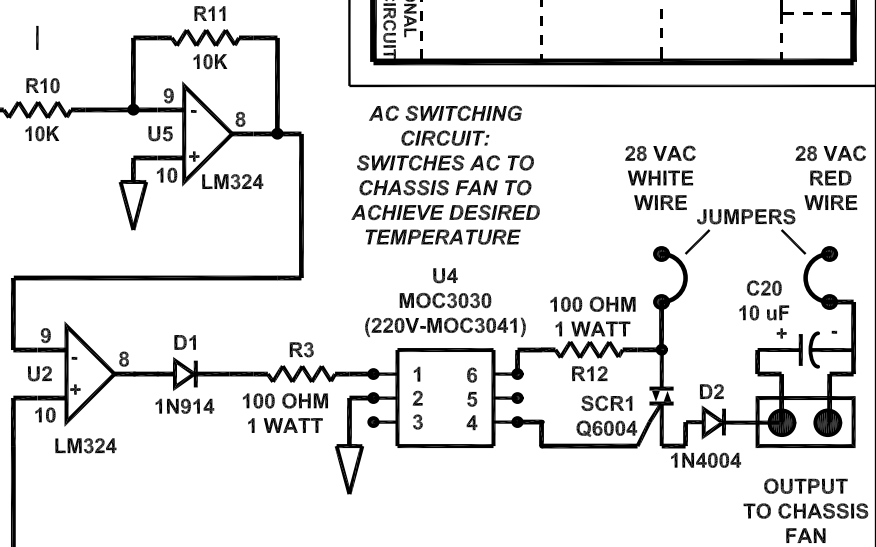 ONAL
CIRCUIT
R11
10K
R10
10K
9
-
8
U5
+
10
LM324
AC SWITCHING
CIRCUIT:
SWITCHES AC TO
CHASSIS FAN TO
ACHIEVE DESIRED
TEMPERATURE
28 VAC
WHITE
WIRE
28 VAC
RED
WIRE
JUMPERS
U4
MOC3030
(220V-MOC3041)
100 OHM
1 WATT
R12
C20
10 uF
+ -
9
-
8
U2
+
10
LM324
D1
1N914
R3
100 OHM
1 WATT
1 6
2 5
3 4
SCR1
Q6004
D2
1N4004
OUTPUT
TO CHASSIS
FAN